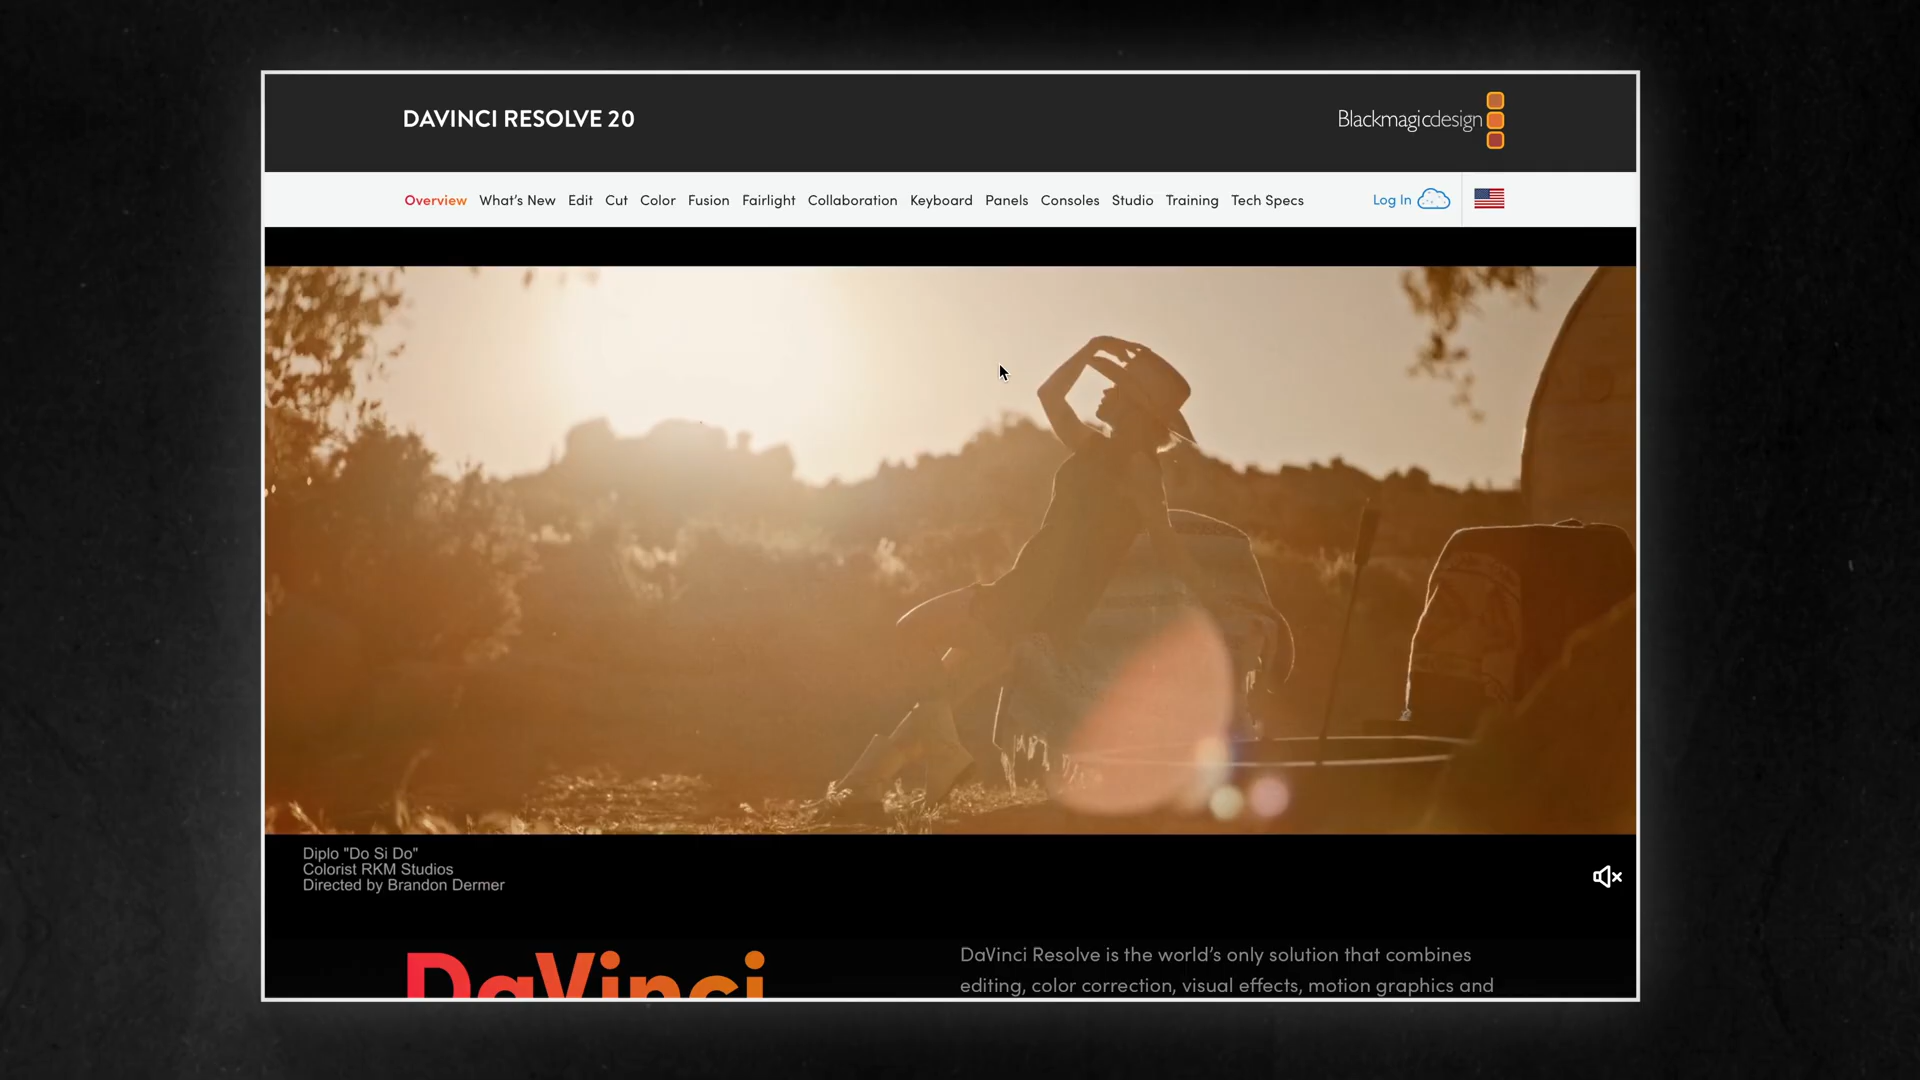 DAVINCI RESOLVE 20
Blackmagicdesign
Overview What's New Edit Cut Color Fusion Fairlight Collaboration Keyboard Panels Consoles Studio Training Tech Specs Log In
Diplo "Do Si Do"
Colorist RKM Studios
Directed by Brandon Dermer
DaVinci
DaVinci Resolve is the world's only solution that combines
editing, color correction, visual effects, motion graphics and